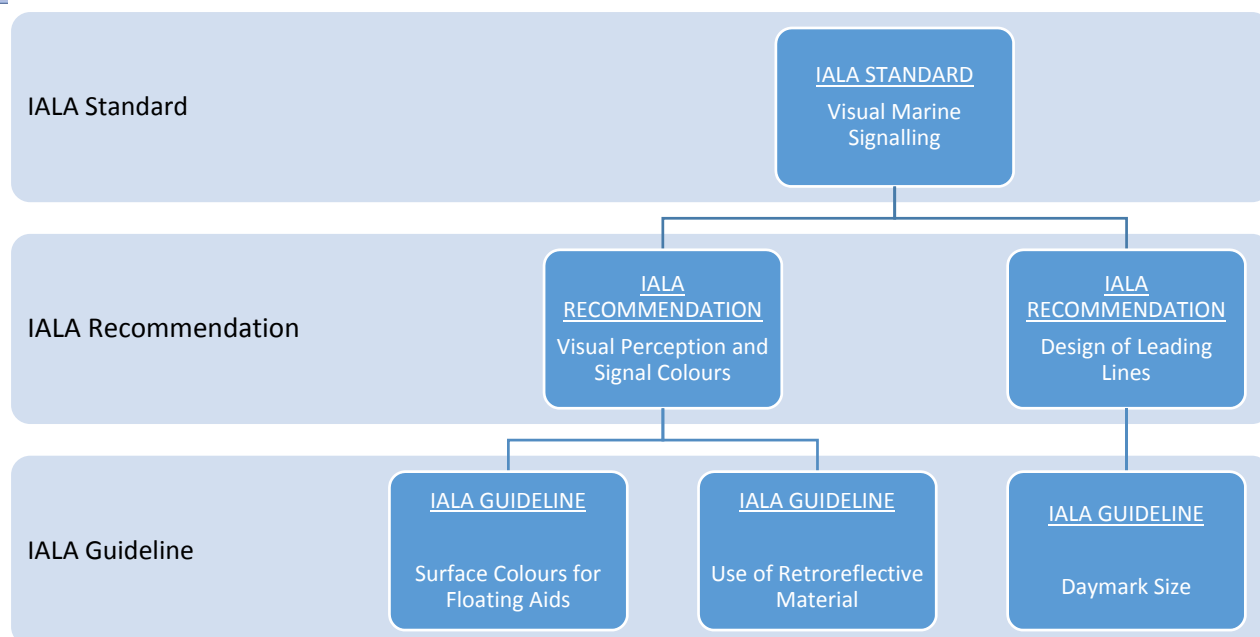 IALA Standard
IALA STANDARD
Visual Marine
Signalling
IALA Recommendation
IALA
RECOMMENDATION
Visual Perception and
Signal Colours
IALA
RECOMMENDATION
Design of Leading
Lines
IALA Guideline
IALA GUIDELINE
Surface Colours for
Floating Aids
IALA GUIDELINE
Use of Retroreflective
Material
IALA GUIDELINE
Daymark Size